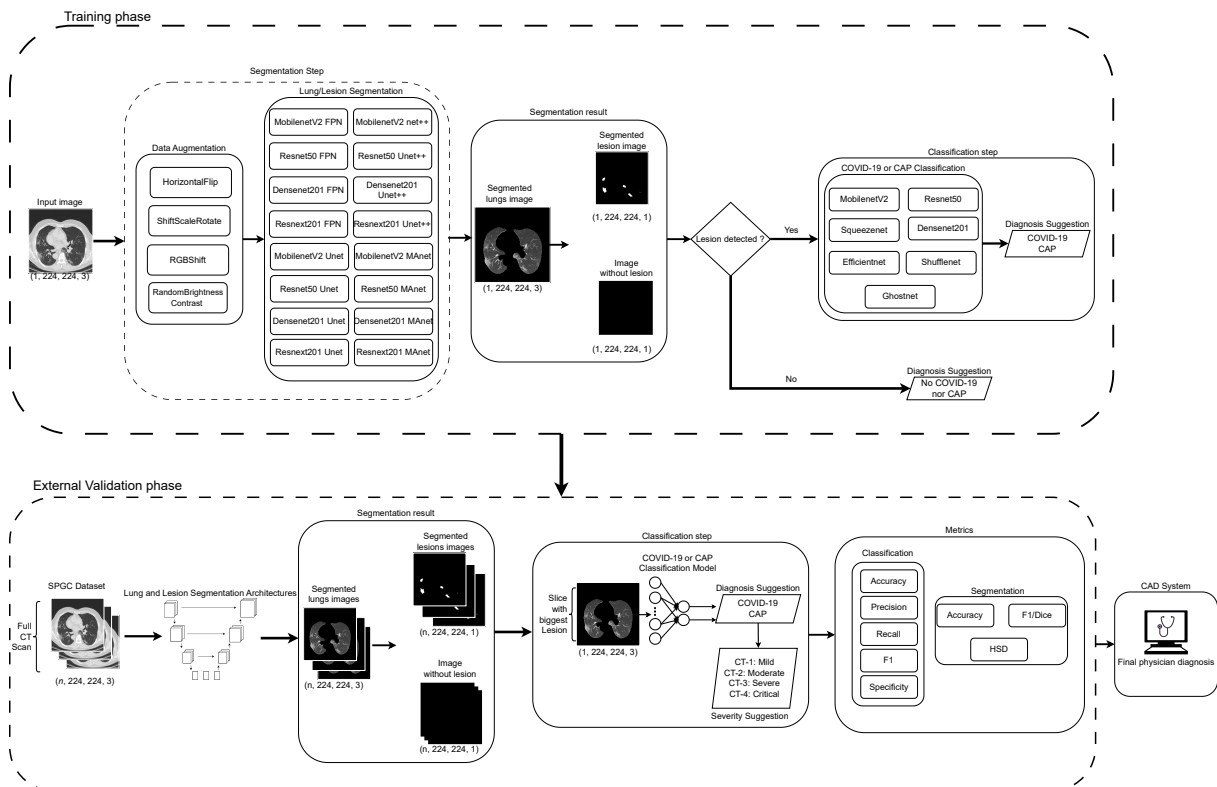 Training phase
Segmentation Step
Lung/Lesion Segmentation
MobilenetV2 FPN
MobilenetV2 net++
Resnet50 FPN
Resnet50 Unet++
Densenet201 FPN
Densenet201
Unet++
Resnext201 FPN
Resnext201 Unet++
MobilenetV2 Unet
MobilenetV2 MAnet
Resnet50 Unet
Resnet50 MAnet
Densenet201 Unet
Densenet201 MAnet
Resnext201 Unet
Resnext201 MAnet
Data Augmentation
HorizontalFlip
ShiftScaleRotate
RGBShift
RandomBrightness
Contrast
Input image
(1, 224, 224, 3)
Segmentation result
Segmented
lesion image
(1, 224, 224, 1)
Segmented
lungs image
(1, 224, 224, 3)
Image
without lesion
(1, 224, 224, 1)
Lesion detected ?
Yes
No
Classification step
COVID-19 or CAP Classification
MobilenetV2
Resnet50
Squeezenet
Densenet201
Efficientnet
Shufflenet
Ghostnet
Diagnosis Suggestion
COVID-19
CAP
Diagnosis Suggestion
No COVID-19
nor CAP
External Validation phase
SPGC Dataset
Full
CT
Scan
(n, 224, 224, 3)
Lung and Lesion Segmentation Architectures
Segmentation result
Segmented
lesions images
(n, 224, 224, 1)
Segmented
lungs images
(n, 224, 224, 3)
Image
without lesion
(n, 224, 224, 1)
Classification step
COVID-19 or CAP
Classification Model
Slice
with
biggest
Lesion
(1, 224, 224, 3)
Diagnosis Suggestion
COVID-19
CAP
CT-1: Mild
CT-2: Moderate
CT-3: Severe
CT-4: Critical
Severity Suggestion
Metrics
Classification
Accuracy
Precision
Recall
F1
Specificity
Segmentation
Accuracy
F1/Dice
HSD
CAD System
Final physician diagnosis